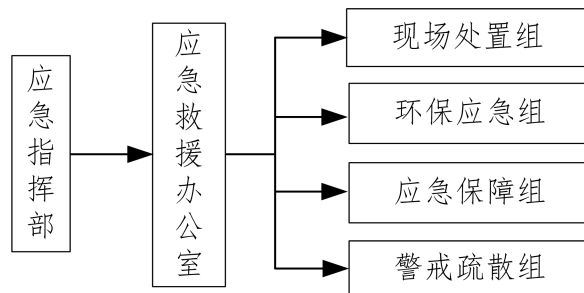 应急指挥部
应急救援办公室
现场处置组
环保应急组
应急保障组
警戒疏散组